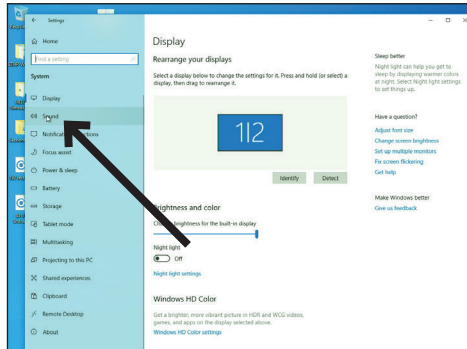 Settings
Home
Find a setting
System
Display
Sound
Focus assist
Power & sleep
Battery
Storage
Tablet mode
Multitasking
Projecting to this PC
Shared experiences
Clipboard
Remote Desktop
About
Display
Rearrange your displays
Select a display below to change the settings for it. Press and hold (or select) a
display, then drag to rearrange it.
1|2
Identify
Detect
Brightness and color
brightness for the built-in display
Night light
Off
Night light settings
Windows HD Color
Get a brighter, more vibrant picture in HDR and WCG videos,
games, and apps on the display selected above.
Windows HD Color settings
Sleep better
Night light can help you get to
sleep by displaying warmer colors
at night. Select Night light settings
to set things up.
Have a question?
Adjust font size
Change screen brightness
Set up multiple monitors
Fix screen flickering
Get help
Make Windows better
Give us feedback